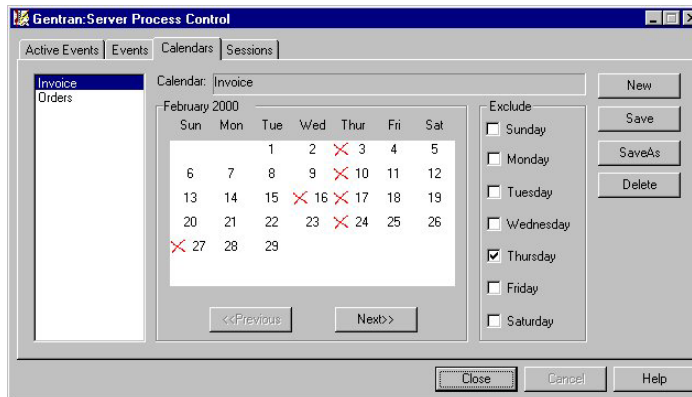 Gentran:Server Process Control
Active Events Events Calendars Sessions
Invoice
Orders
Calendar: Invoice
February 2000
Sun Mon Tue Wed Thur Fri Sat
1 2 3 4 5
6 7 8 9 10 11 12
13 14 15 16 17 18 19
20 21 22 23 24 25 26
27 28 29
<<Previous Next>>
Exclude
Sunday
Monday
Tuesday
Wednesday
Thursday
Friday
Saturday
New
Save
SaveAs
Delete
Close Cancel Help